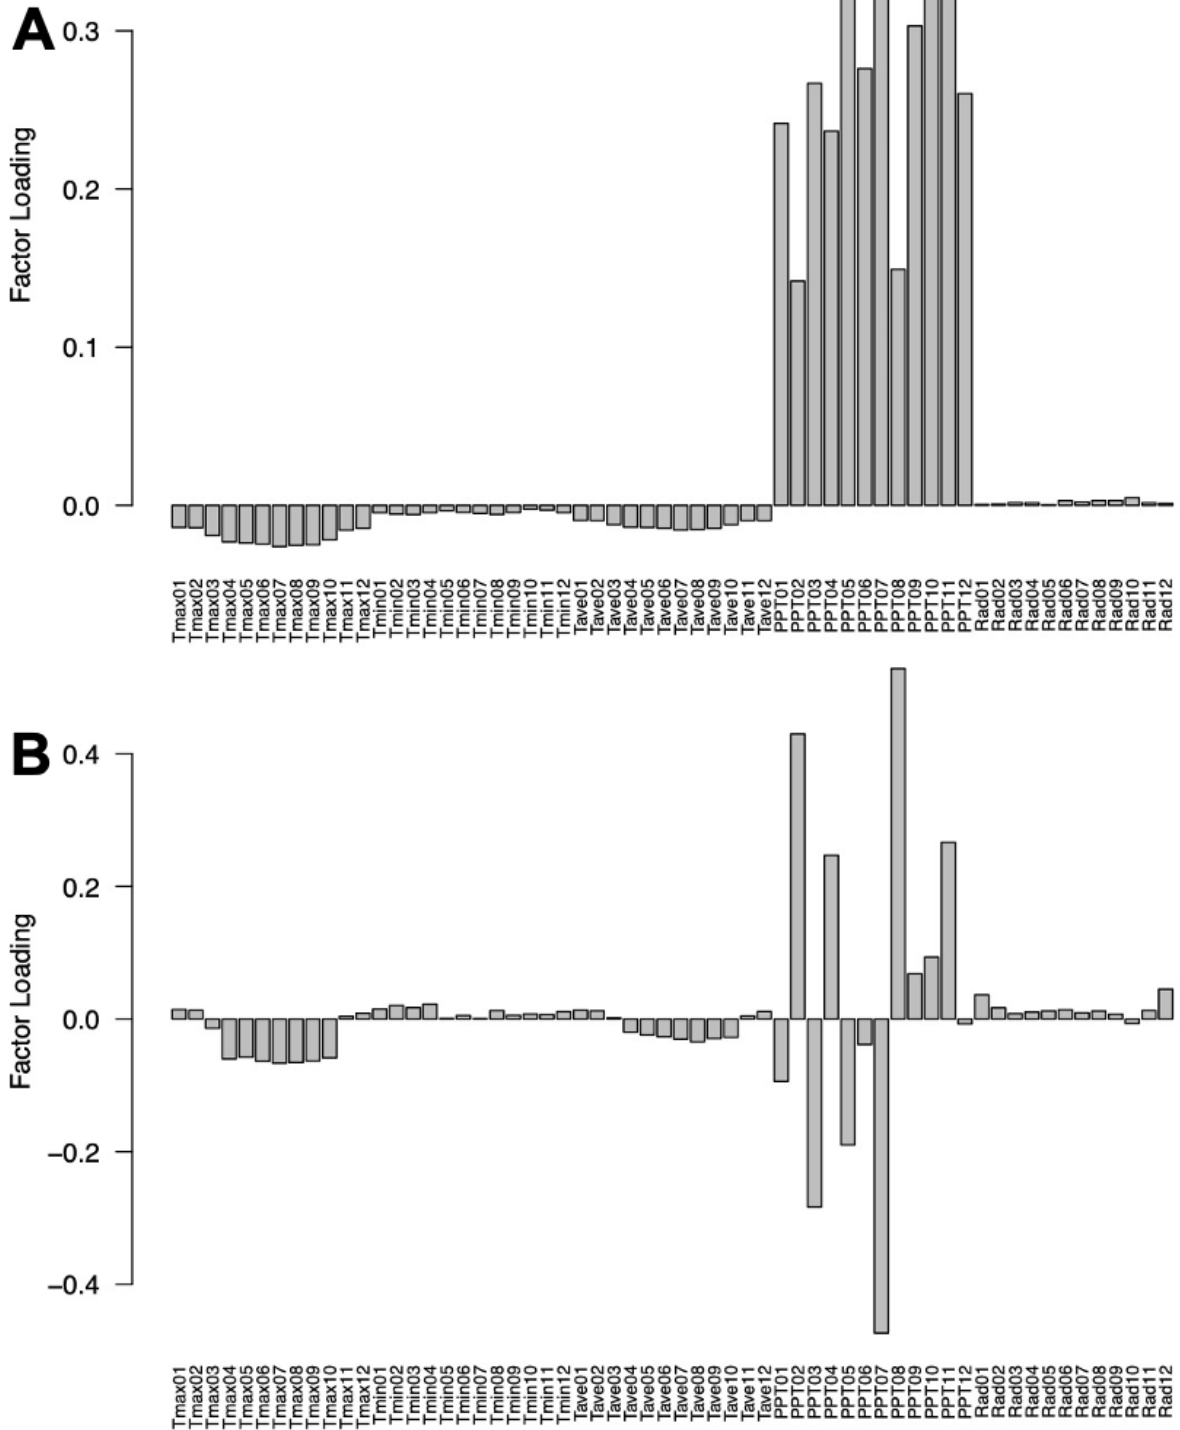 A
0.3
0.2
0.1
0.0
Factor Loading
Tmax01
Tmax02
Tmax03
Tmax04
Tmax05
Tmax06
Tmax07
Tmax08
Tmax09
Tmax10
Tmax11
Tmax12
Tmin01
Tmin02
Tmin03
Tmin04
Tmin05
Tmin06
Tmin07
Tmin08
Tmin09
Tmin10
Tmin11
Tmin12
Tave01
Tave02
Tave03
Tave04
Tave05
Tave06
Tave07
Tave08
Tave09
Tave10
Tave11
Tave12
PPT01
PPT02
PPT03
PPT04
PPT05
PPT06
PPT07
PPT08
PPT09
PPT10
PPT11
PPT12
Rad01
Rad02
Rad03
Rad04
Rad05
Rad06
Rad07
Rad08
Rad09
Rad10
Rad11
Rad12
B
0.4
0.2
0.0
−0.2
−0.4
Factor Loading
Tmax01
Tmax02
Tmax03
Tmax04
Tmax05
Tmax06
Tmax07
Tmax08
Tmax09
Tmax10
Tmax11
Tmax12
Tmin01
Tmin02
Tmin03
Tmin04
Tmin05
Tmin06
Tmin07
Tmin08
Tmin09
Tmin10
Tmin11
Tmin12
Tave01
Tave02
Tave03
Tave04
Tave05
Tave06
Tave07
Tave08
Tave09
Tave10
Tave11
Tave12
PPT01
PPT02
PPT03
PPT04
PPT05
PPT06
PPT07
PPT08
PPT09
PPT10
PPT11
PPT12
Rad01
Rad02
Rad03
Rad04
Rad05
Rad06
Rad07
Rad08
Rad09
Rad10
Rad11
Rad12